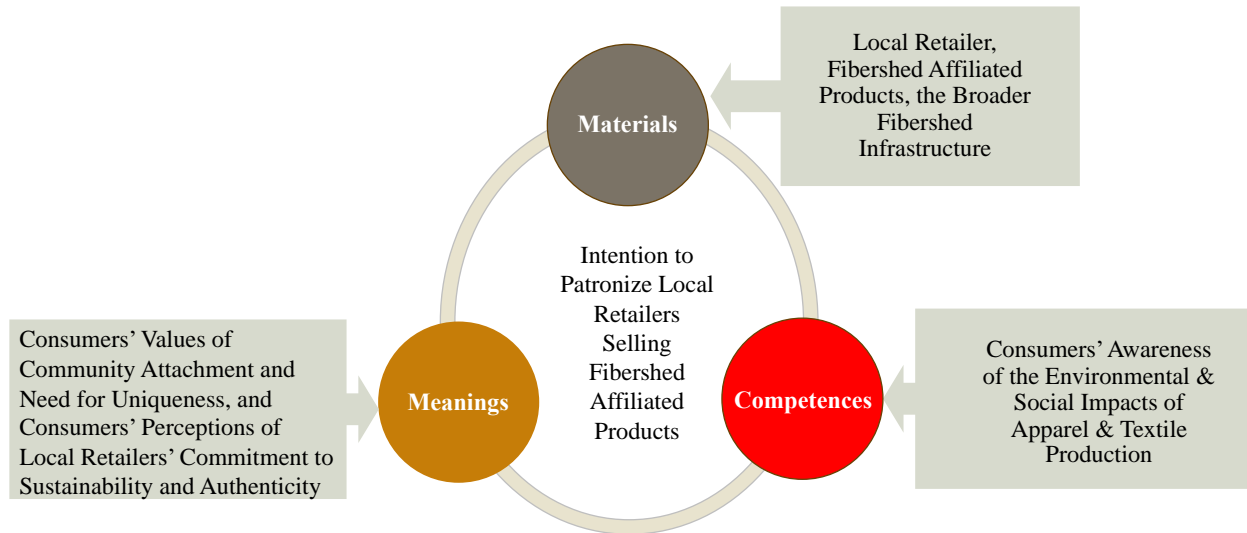 Local Retailer,
Fibershed Affiliated
Products, the Broader
Fibershed
Infrastructure
Materials
Intention to
Patronize Local
Retailers
Selling
Fibershed
Affiliated
Products
Consumers’ Values of
Community Attachment and
Need for Uniqueness, and
Consumers’ Perceptions of
Local Retailers’ Commitment to
Sustainability and Authenticity
Meanings
Competences
Consumers’ Awareness
of the Environmental &
Social Impacts of
Apparel & Textile
Production